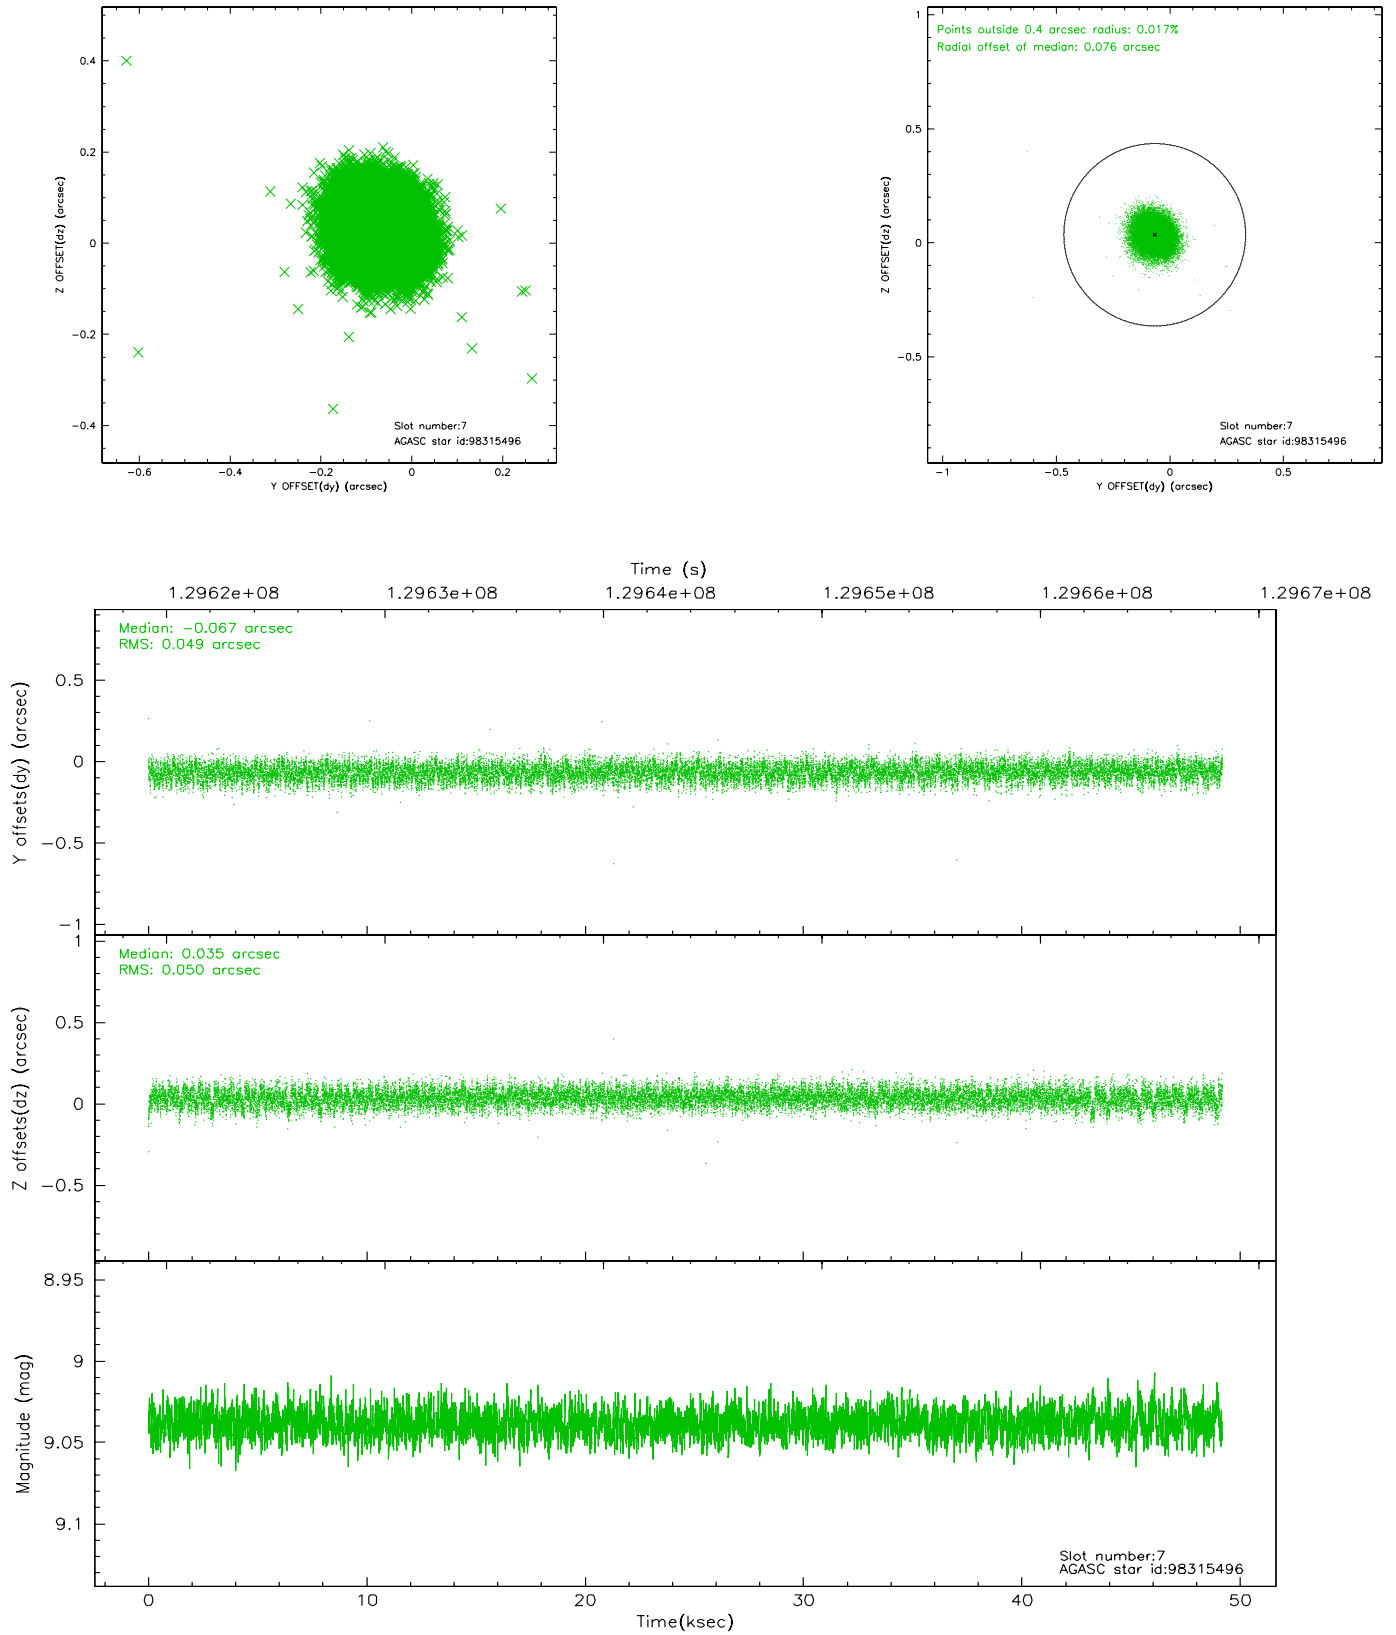 0.4
0.2
0
−0.2
−0.4
Z OFFSET(dz) (arcsec)
Slot number:7
AGASC star id:98315496
−0.6
−0.4
−0.2
0
0.2
Y OFFSET(dy) (arcsec)
Points outside 0.4 arcsec radius: 0.017%
Radial offset of median: 0.076 arcsec
1
0.5
0
−0.5
Z OFFSET(dz) (arcsec)
Slot number:7
AGASC star id:98315496
−1
−0.5
0
0.5
Y OFFSET(dy) (arcsec)
Time (s)
1.2962e+08
1.2963e+08
1.2964e+08
1.2965e+08
1.2966e+08
1.2967e+08
Median: −0.067 arcsec
RMS: 0.049 arcsec
0.5
0
−0.5
−1
Y offsets(dy) (arcsec)
Median: 0.035 arcsec
RMS: 0.050 arcsec
1
0.5
0
−0.5
Z offsets(dz) (arcsec)
8.95
9
9.05
9.1
Magnitude (mag)
Slot number:7
AGASC star id:98315496
0
10
20
30
40
50
Time(ksec)